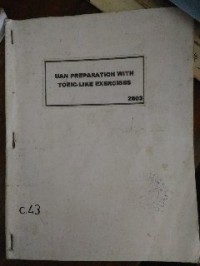 UAN PREPARATION WITH
TOEIC-LIKE EXERCISES
2003
C.43